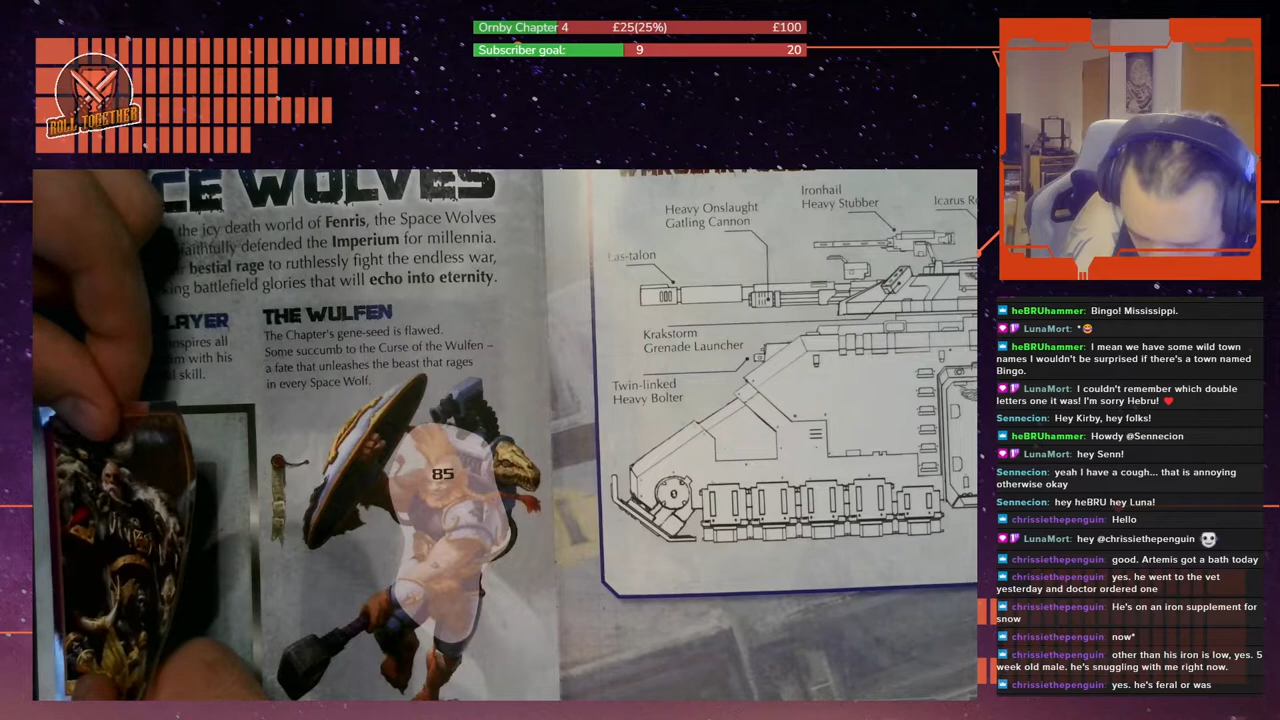 Ornby Chapter 4 £25(25%) £100
Subscriber goal: 9 20
ROLL TOGETHER
CE WOLVES
the icy death world of Fenris, the Space Wolves
faithfully defended the Imperium for millennia.
bestial rage to ruthlessly fight the endless war,
king battlefield glories that will echo into eternity.
LAYER
inspires all
with his
skill.
THE WULFEN
The Chapter's gene-seed is flawed.
Some succumb to the Curse of the Wulfen –
a fate that unleashes the beast that rages
in every Space Wolf.
85
Ironhail
Heavy Stubber
Icarus
Heavy Onslaught
Gatling Cannon
Las-talon
Krakstorm
Grenade Launcher
Twin-linked
Heavy Bolter
heBRUhammer: Bingo! Mississippi.
LunaMort: *
heBRUhammer: I mean we have some wild town
names I wouldn't be surprised if there's a town named
Bingo.
LunaMort: I couldn't remember which double
letters one it was! I'm sorry Hebru!
Sennecion: Hey Kirby, hey folks!
heBRUhammer: Howdy @Sennecion
LunaMort: hey Senn!
Sennecion: yeah I have a cough... that is annoying
otherwise okay
Sennecion: hey heBRU hey Luna!
chrissiethepenguin: Hello
LunaMort: hey @chrissiethepenguin
chrissiethepenguin: good. Artemis got a bath today
chrissiethepenguin: yes. he went to the vet
yesterday and doctor ordered one
chrissiethepenguin: He's on an iron supplement for
snow
chrissiethepenguin: now*
chrissiethepenguin: other than his iron is low, yes. 5
week old male. he's snuggling with me right now.
chrissiethepenguin: yes. he's feral or was